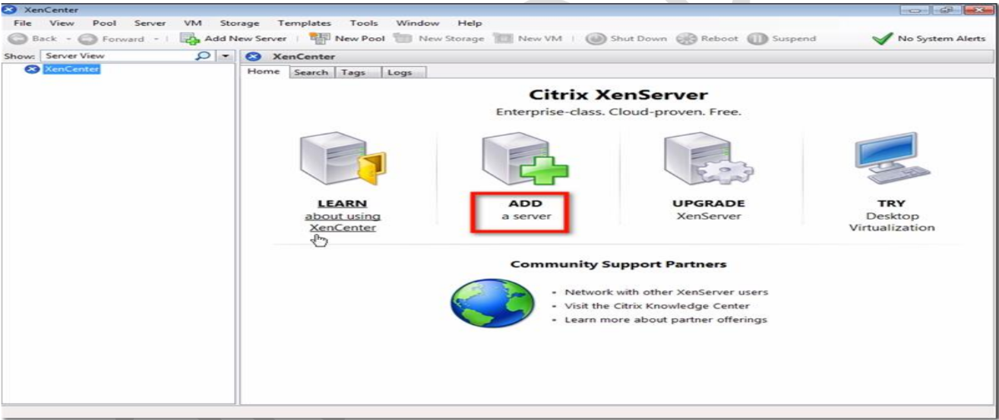 XenCenter
File View Pool Server VM Storage Templates Tools Window Help
Back Forward Add New Server New Pool New Storage New VM Shut Down Reboot Suspend No System Alerts
Show: Server View
XenCenter
XenCenter
Home Search Tags Logs
Citrix XenServer
Enterprise-class. Cloud-proven. Free.
LEARN
about using
XenCenter
ADD
a server
UPGRADE
XenServer
TRY
Desktop
Virtualization
Community Support Partners
• Network with other XenServer users
• Visit the Citrix Knowledge Center
• Learn more about partner offerings